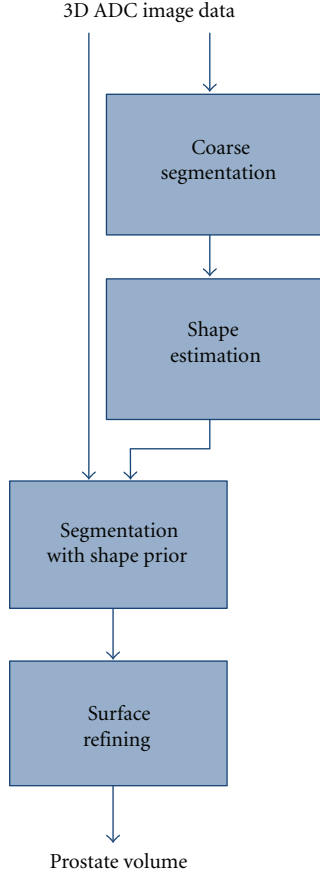 3D ADC image data
Coarse
segmentation
Shape
estimation
Segmentation
with shape prior
Surface
refining
Prostate volume